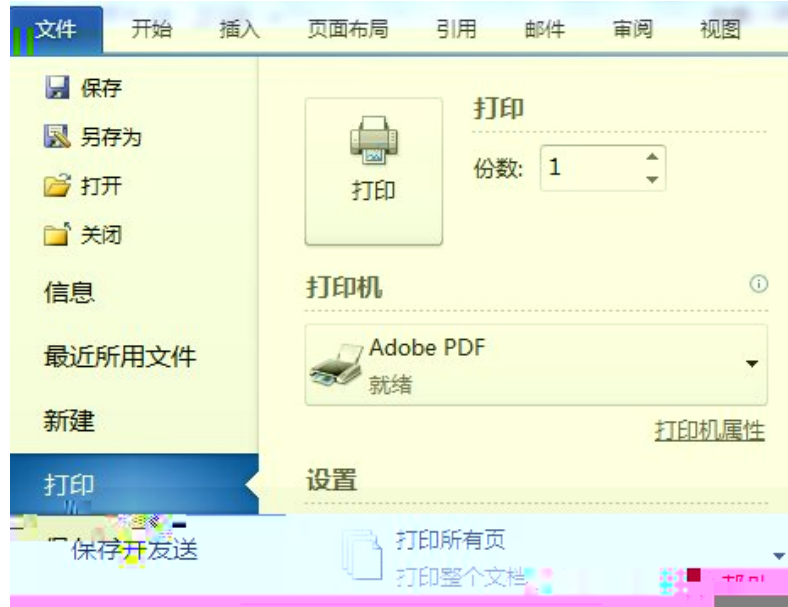 文件 开始 插入 页面布局 引用 邮件 审阅 视图
保存
另存为
打开
关闭
信息
最近所用文件
新建
打印
保存并发送
打印
打印
份数: 1
打印机
Adobe PDF
就绪
打印机属性
设置
打印所有页
打印整个文档